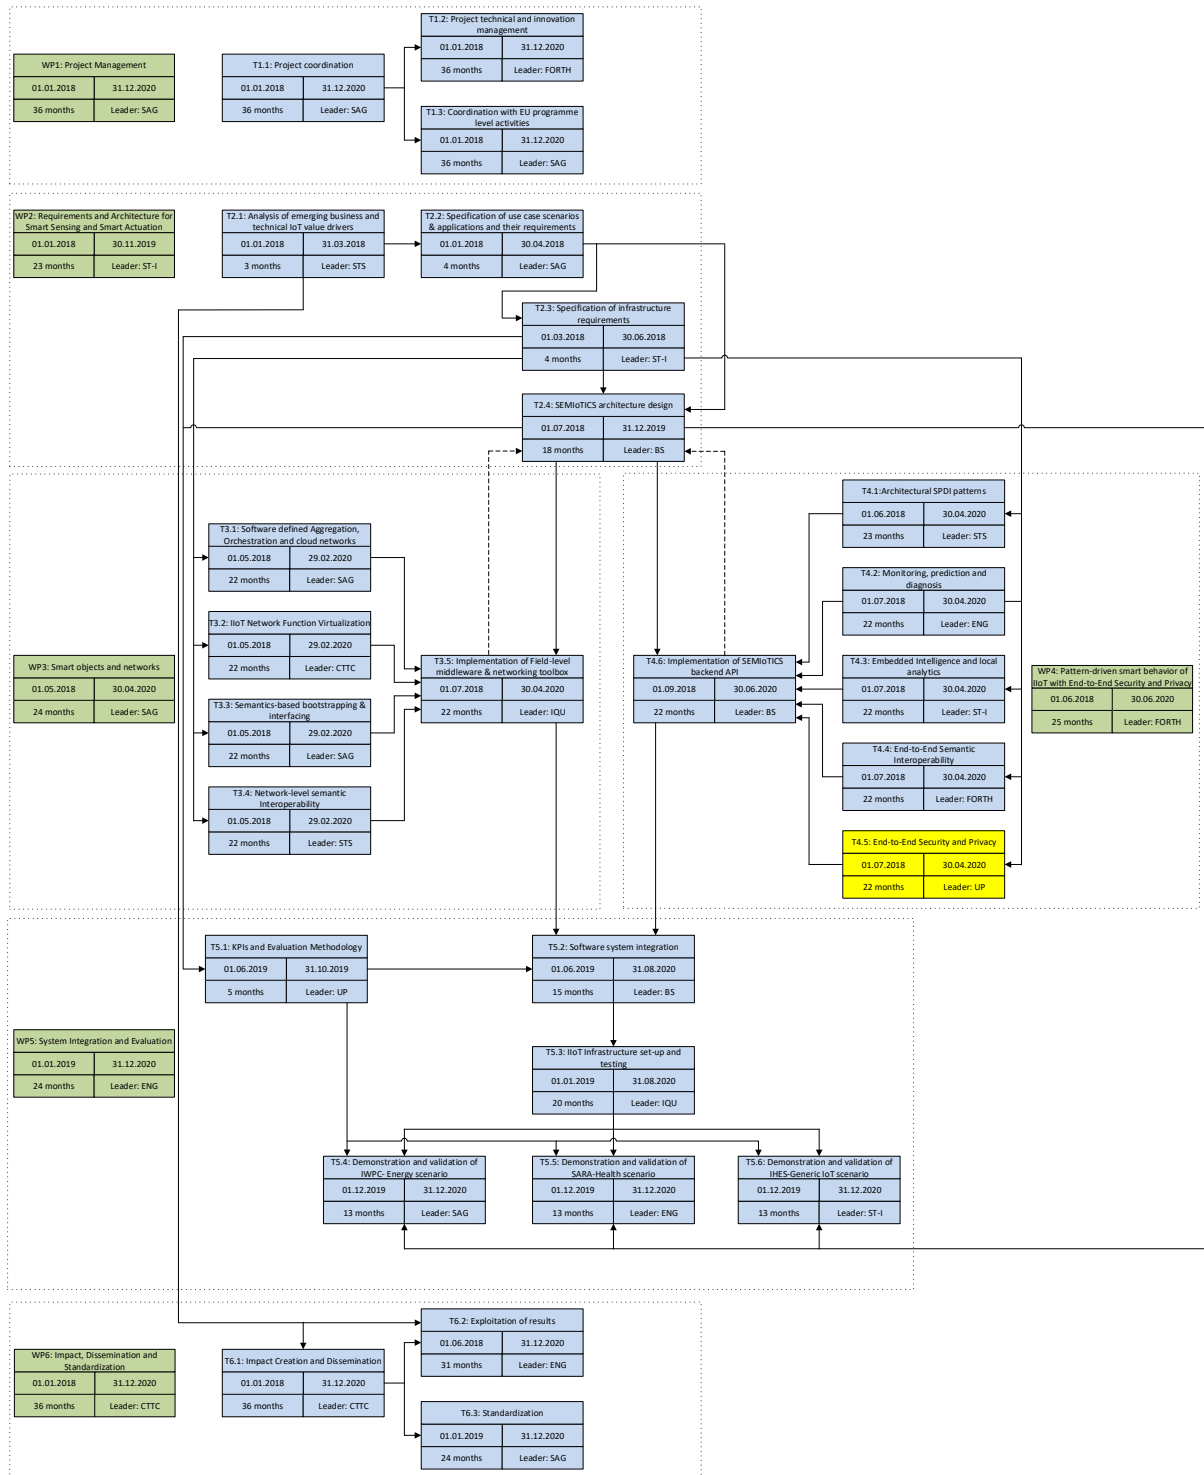 T1.2: Project technical and innovation
management
01.01.2018 31.12.2020
36 months Leader: FORTH
WP1: Project Management
01.01.2018 31.12.2020
36 months Leader: SAG
T1.1: Project coordination
01.01.2018 31.12.2020
36 months Leader: SAG
T1.3: Coordination with EU programme
level activities
01.01.2018 31.12.2020
36 months Leader: SAG
WP2: Requirements and Architecture for
Smart Sensing and Smart Actuation
01.01.2018 30.11.2019
23 months Leader: ST-I
T2.1: Analysis of emerging business and
technical IoT value drivers
01.01.2018 31.03.2018
3 months Leader: STS
T2.2: Specification of use case scenarios
& applications and their requirements
01.01.2018 30.04.2018
4 months Leader: SAG
T2.3: Specification of infrastructure
requirements
01.03.2018 30.06.2018
4 months Leader: ST-I
T2.4: SEMIoTICS architecture design
01.07.2018 31.12.2019
18 months Leader: BS
T3.1: Software defined Aggregation,
Orchestration and cloud networks
01.05.2018 29.02.2020
22 months Leader: SAG
T3.2: IIoT Network Function Virtualization
01.05.2018 29.02.2020
22 months Leader: CTTC
WP3: Smart objects and networks
01.05.2018 30.04.2020
24 months Leader: SAG
T3.3: Semantics-based bootstrapping &
interfacing
01.05.2018 29.02.2020
22 months Leader: SAG
T3.4: Network-level semantic
Interoperability
01.05.2018 29.02.2020
22 months Leader: STS
T3.5: Implementation of Field-level
middleware & networking toolbox
01.07.2018 30.04.2020
22 months Leader: IQU
T4.6: Implementation of SEMIoTICS
backend API
01.09.2018 30.06.2020
22 months Leader: BS
T4.1:Architectural SPDI patterns
01.06.2018 30.04.2020
23 months Leader: STS
T4.2: Monitoring, prediction and
diagnosis
01.07.2018 30.04.2020
22 months Leader: ENG
T4.3: Embedded Intelligence and local
analytics
01.07.2018 30.04.2020
22 months Leader: ST-I
T4.4: End-to-End Semantic
Interoperability
01.07.2018 30.04.2020
22 months Leader: FORTH
T4.5: End-to-End Security and Privacy
01.07.2018 30.04.2020
22 months Leader: UP
WP4: Pattern-driven smart behavior of
IIoT with End-to-End Security and Privacy
01.06.2018 30.06.2020
25 months Leader: FORTH
T5.1: KPIs and Evaluation Methodology
01.06.2019 31.10.2019
5 months Leader: UP
T5.2: Software system integration
01.06.2019 31.08.2020
15 months Leader: BS
WP5: System Integration and Evaluation
01.01.2019 31.12.2020
24 months Leader: ENG
T5.3: IIoT Infrastructure set-up and
testing
01.01.2019 31.08.2020
20 months Leader: IQU
T5.4: Demonstration and validation of
IWPC- Energy scenario
01.12.2019 31.12.2020
13 months Leader: SAG
T5.5: Demonstration and validation of
SARA-Health scenario
01.12.2019 31.12.2020
13 months Leader: ENG
T5.6: Demonstration and validation of
IHES-Generic IoT scenario
01.12.2019 31.12.2020
13 months Leader: ST-I
T6.2: Exploitation of results
01.06.2018 31.12.2020
31 months Leader: ENG
WP6: Impact, Dissemination and
Standardization
01.01.2018 31.12.2020
36 months Leader: CTTC
T6.1: Impact Creation and Dissemination
01.01.2018 31.12.2020
36 months Leader: CTTC
T6.3: Standardization
01.01.2019 31.12.2020
24 months Leader: SAG